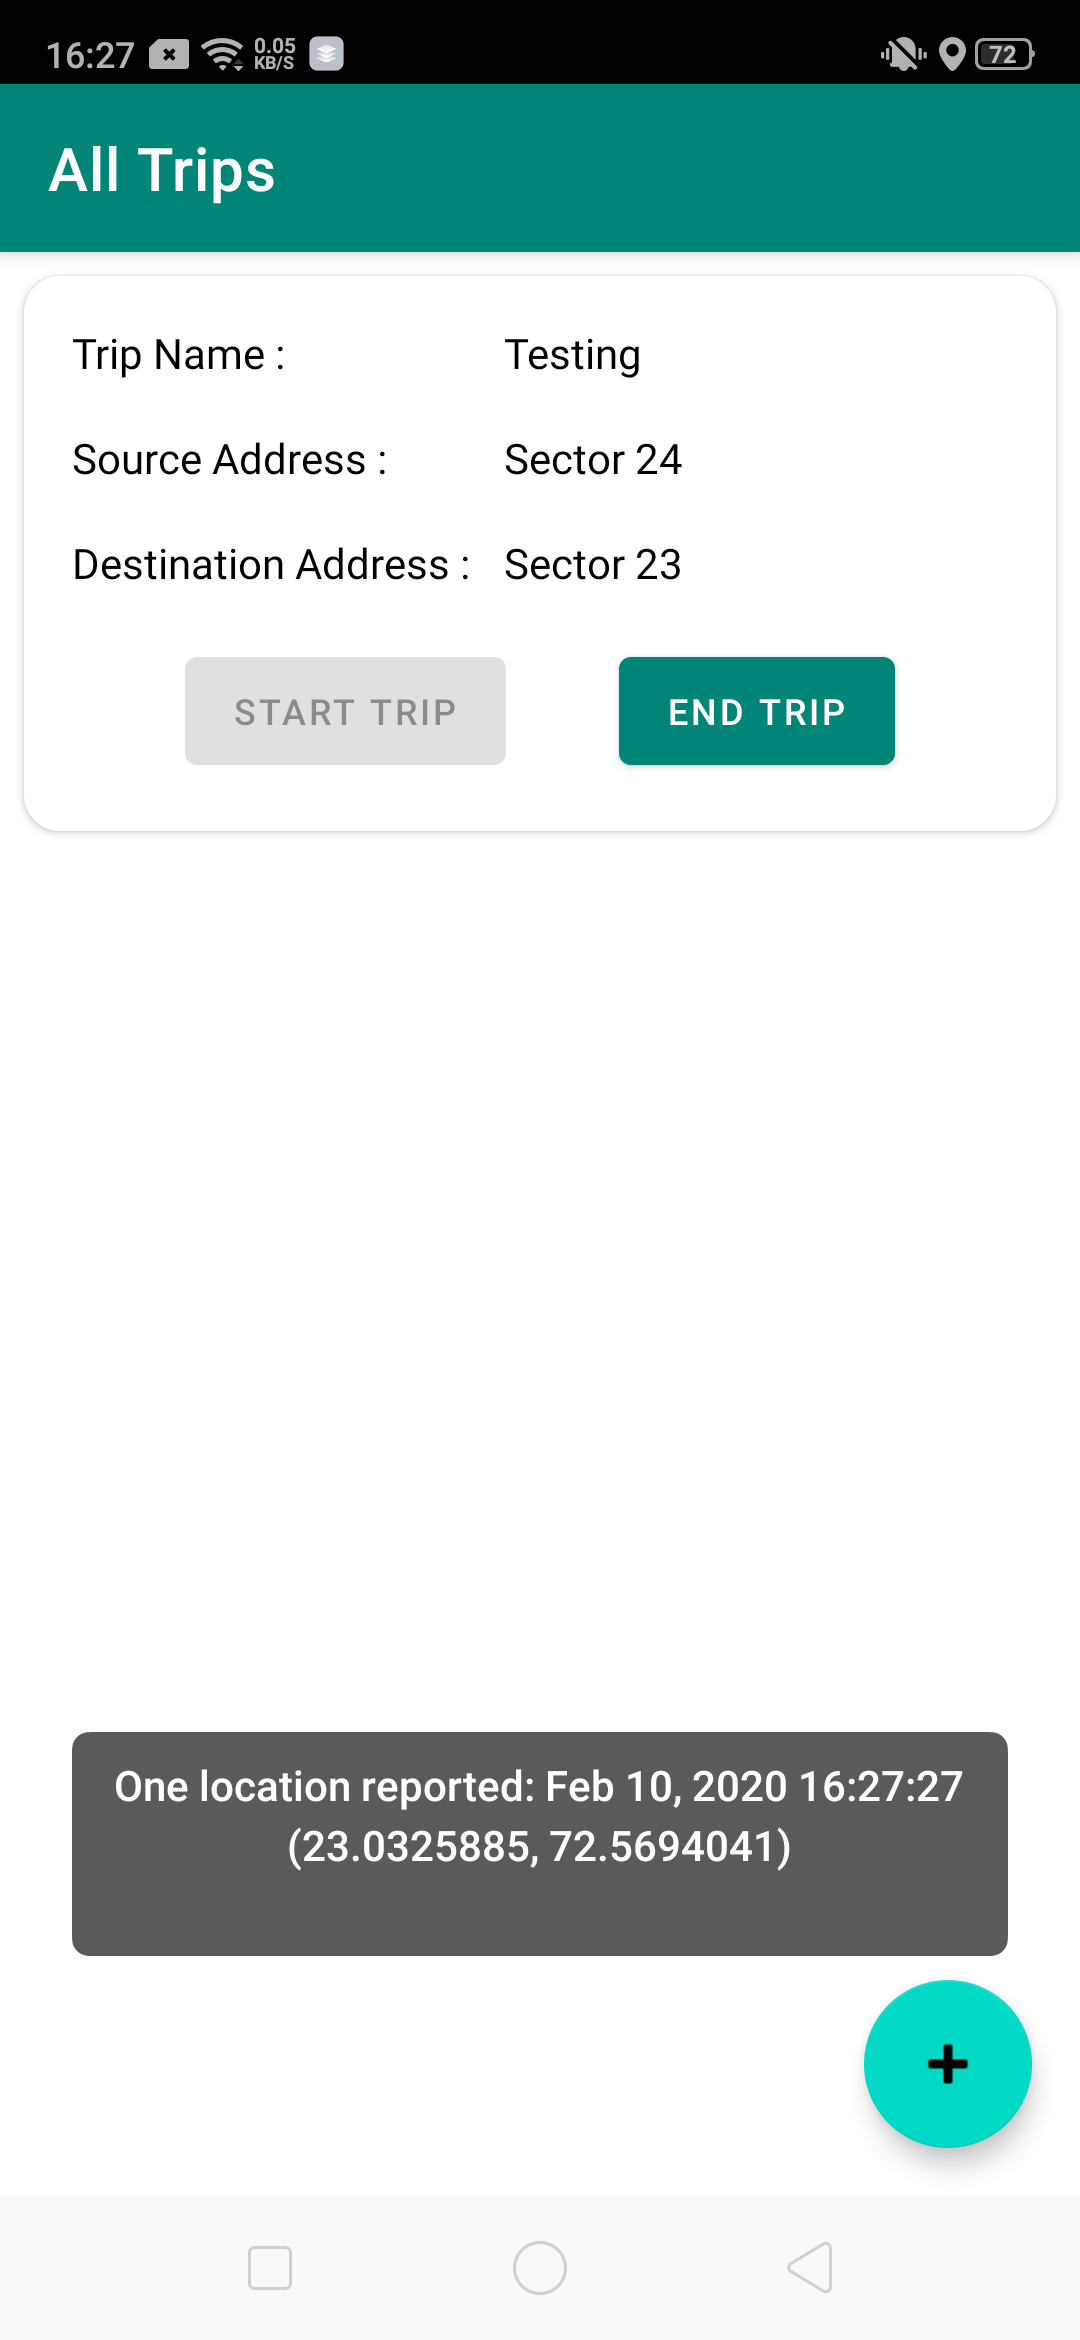 16:27 0.05 KB/S 72
All Trips
Trip Name : Testing
Source Address : Sector 24
Destination Address : Sector 23
START TRIP END TRIP
One location reported: Feb 10, 2020 16:27:27
(23.0325885, 72.5694041)